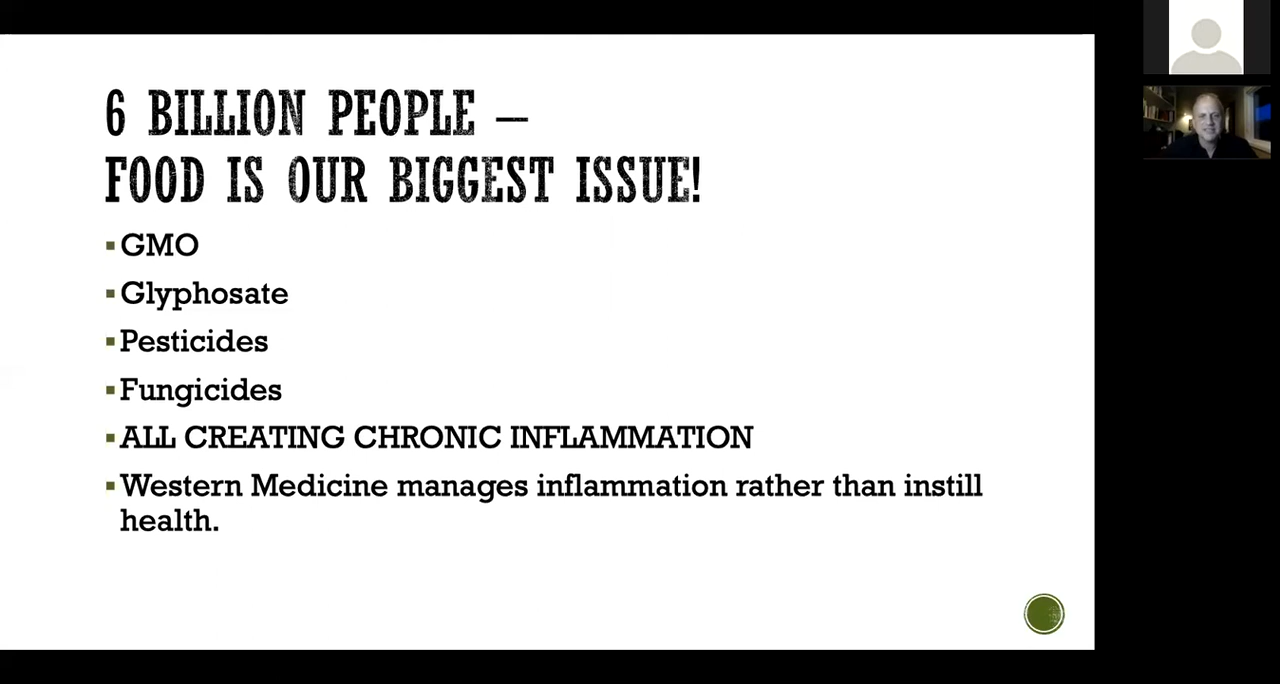 6 BILLION PEOPLE –
FOOD IS OUR BIGGEST ISSUE!
▪ GMO
▪ Glyphosate
▪ Pesticides
▪ Fungicides
▪ ALL CREATING CHRONIC INFLAMMATION
▪ Western Medicine manages inflammation rather than instill
health.